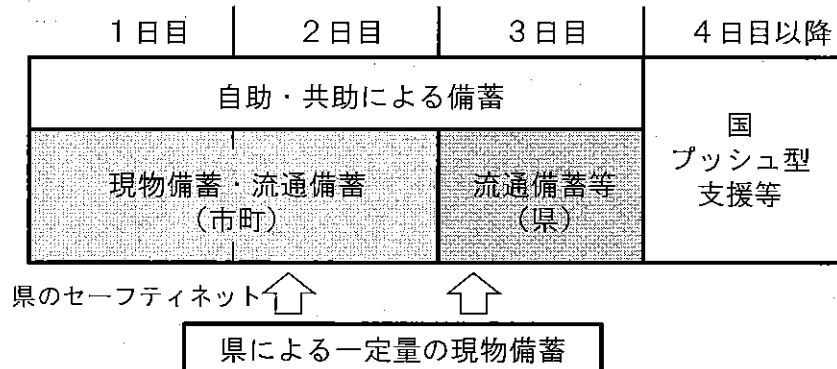 1日目 2日目 3日目 4日目以降
自助・共助による備蓄
現物備蓄・流通備蓄
(市町)
流通備蓄等
(県)
国
プッシュ型
支援等
県のセーフティネット
県による一定量の現物備蓄